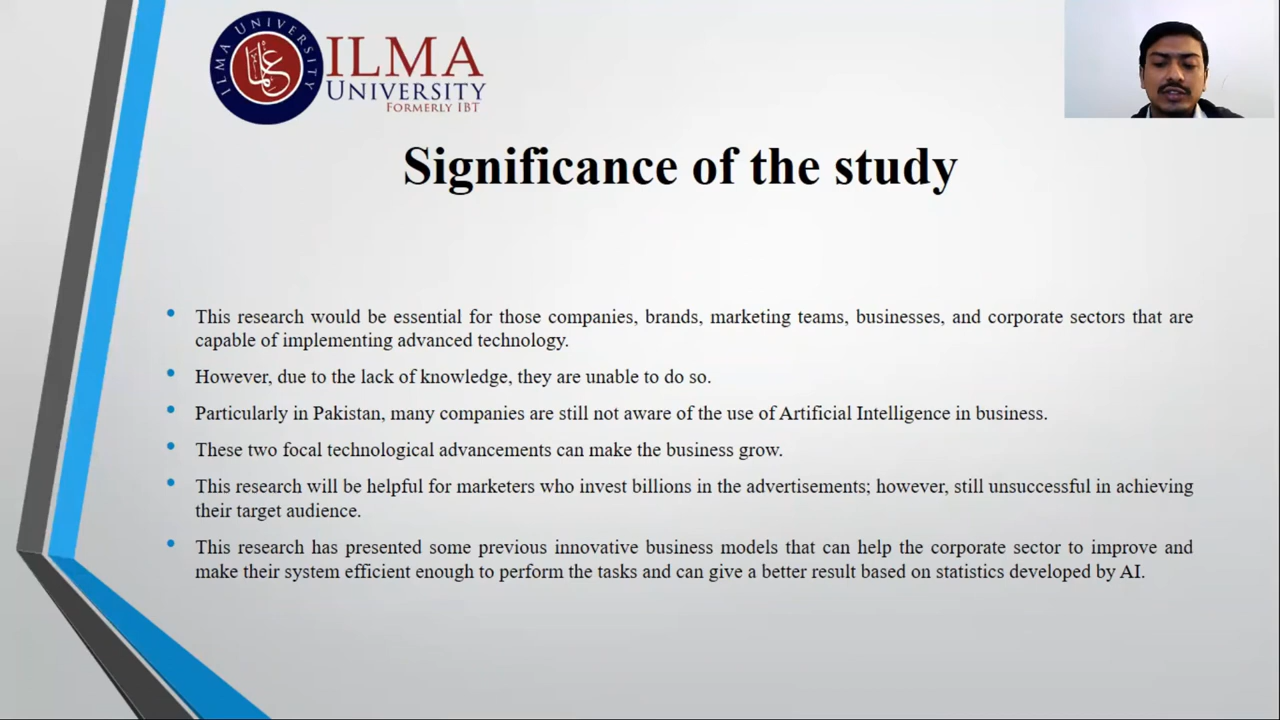 ILMA UNIVERSITY
ILMA
UNIVERSITY
FORMERLY IBT
Significance of the study
• This research would be essential for those companies, brands, marketing teams, businesses, and corporate sectors that are
capable of implementing advanced technology.
• However, due to the lack of knowledge, they are unable to do so.
• Particularly in Pakistan, many companies are still not aware of the use of Artificial Intelligence in business.
• These two focal technological advancements can make the business grow.
• This research will be helpful for marketers who invest billions in the advertisements; however, still unsuccessful in achieving
their target audience.
• This research has presented some previous innovative business models that can help the corporate sector to improve and
make their system efficient enough to perform the tasks and can give a better result based on statistics developed by AI.